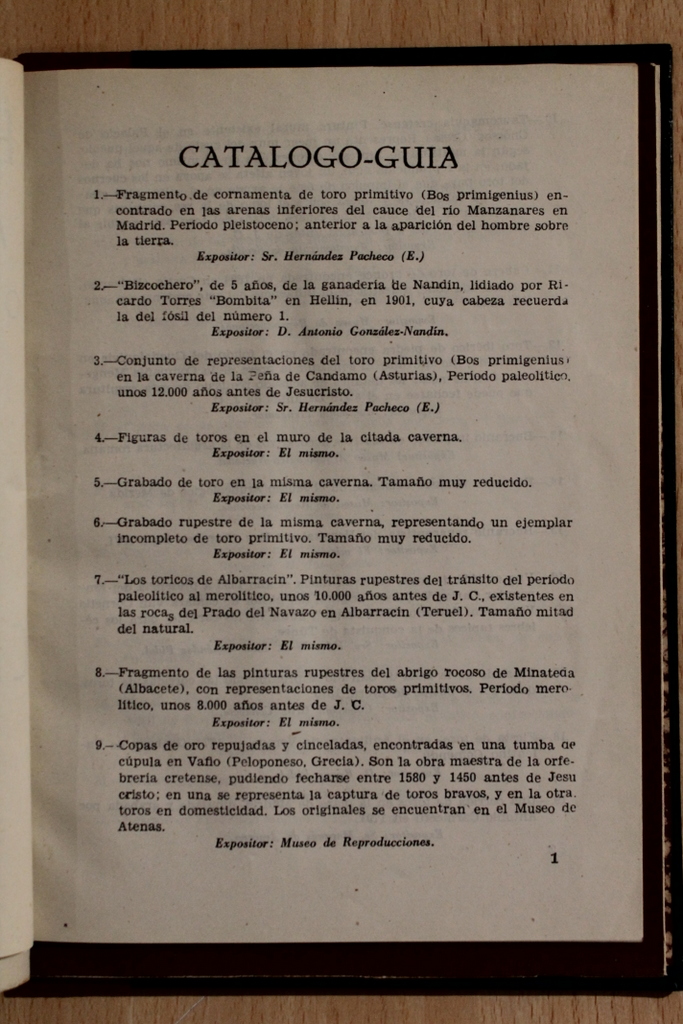 CATALOGO-GUIA
1.—Fragmento de cornamenta de toro primitivo (Bos primigenius) en-
contrado en las arenas inferiores del cauce del río Manzanares en
Madrid. Período pleistoceno; anterior a la aparición del hombre sobre
la tierra.
Expositor: Sr. Hernández Pacheco (E.)
2.—"Bizcochero", de 5 años, de la ganadería de Nandín, lidiado por Ri-
cardo Torres "Bombita" en Hellín, en 1901, cuya cabeza recuerda
la del fósil del número 1.
Expositor: D. Antonio González-Nandín.
3.—Conjunto de representaciones del toro primitivo (Bos primigenius)
en la caverna de la Peña de Candamo (Asturias), Período paleolítico,
unos 12.000 años antes de Jesucristo.
Expositor: Sr. Hernández Pacheco (E.)
4.—Figuras de toros en el muro de la citada caverna.
Expositor: El mismo.
5.—Grabado de toro en la misma caverna. Tamaño muy reducido.
Expositor: El mismo.
6.—Grabado rupestre de la misma caverna, representando un ejemplar
incompleto de toro primitivo. Tamaño muy reducido.
Expositor: El mismo.
7.—"Los toricos de Albarracín". Pinturas rupestres del tránsito del período
paleolítico al merolítico, unos 10.000 años antes de J. C., existentes en
las rocas del Prado del Navazo en Albarracín (Teruel). Tamaño mitad
del natural.
Expositor: El mismo.
8.—Fragmento de las pinturas rupestres del abrigo rocoso de Minateda
(Albacete), con representaciones de toros primitivos. Período mero-
lítico, unos 8.000 años antes de J. C.
Expositor: El mismo.
9.—Copas de oro repujadas y cinceladas, encontradas en una tumba de
cúpula en Vafio (Peloponeso, Grecia). Son la obra maestra de la orfe-
brería cretense, pudiendo fecharse entre 1580 y 1450 antes de Jesu
cristo; en una se representa la captura de toros bravos, y en la otra.
toros en domesticidad. Los originales se encuentran en el Museo de
Atenas.
Expositor: Museo de Reproducciones.
1